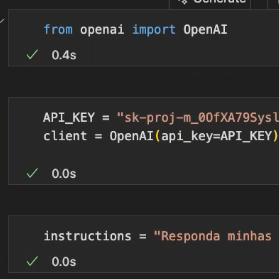 Generate
from openai import OpenAI
0.4s
API_KEY = "sk-proj-m_0OfXA79Sysl
client = OpenAI(api_key=API_KEY)
0.0s
instructions = "Responda minhas
0.0s